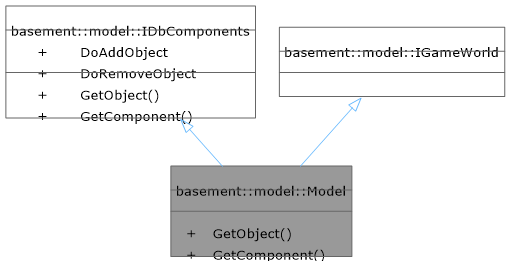 basement::model::IDbComponents
+ DoAddObject
+ DoRemoveObject
+ GetObject()
+ GetComponent()
basement::model::IGameWorld
basement::model::Model
+ GetObject()
+ GetComponent()